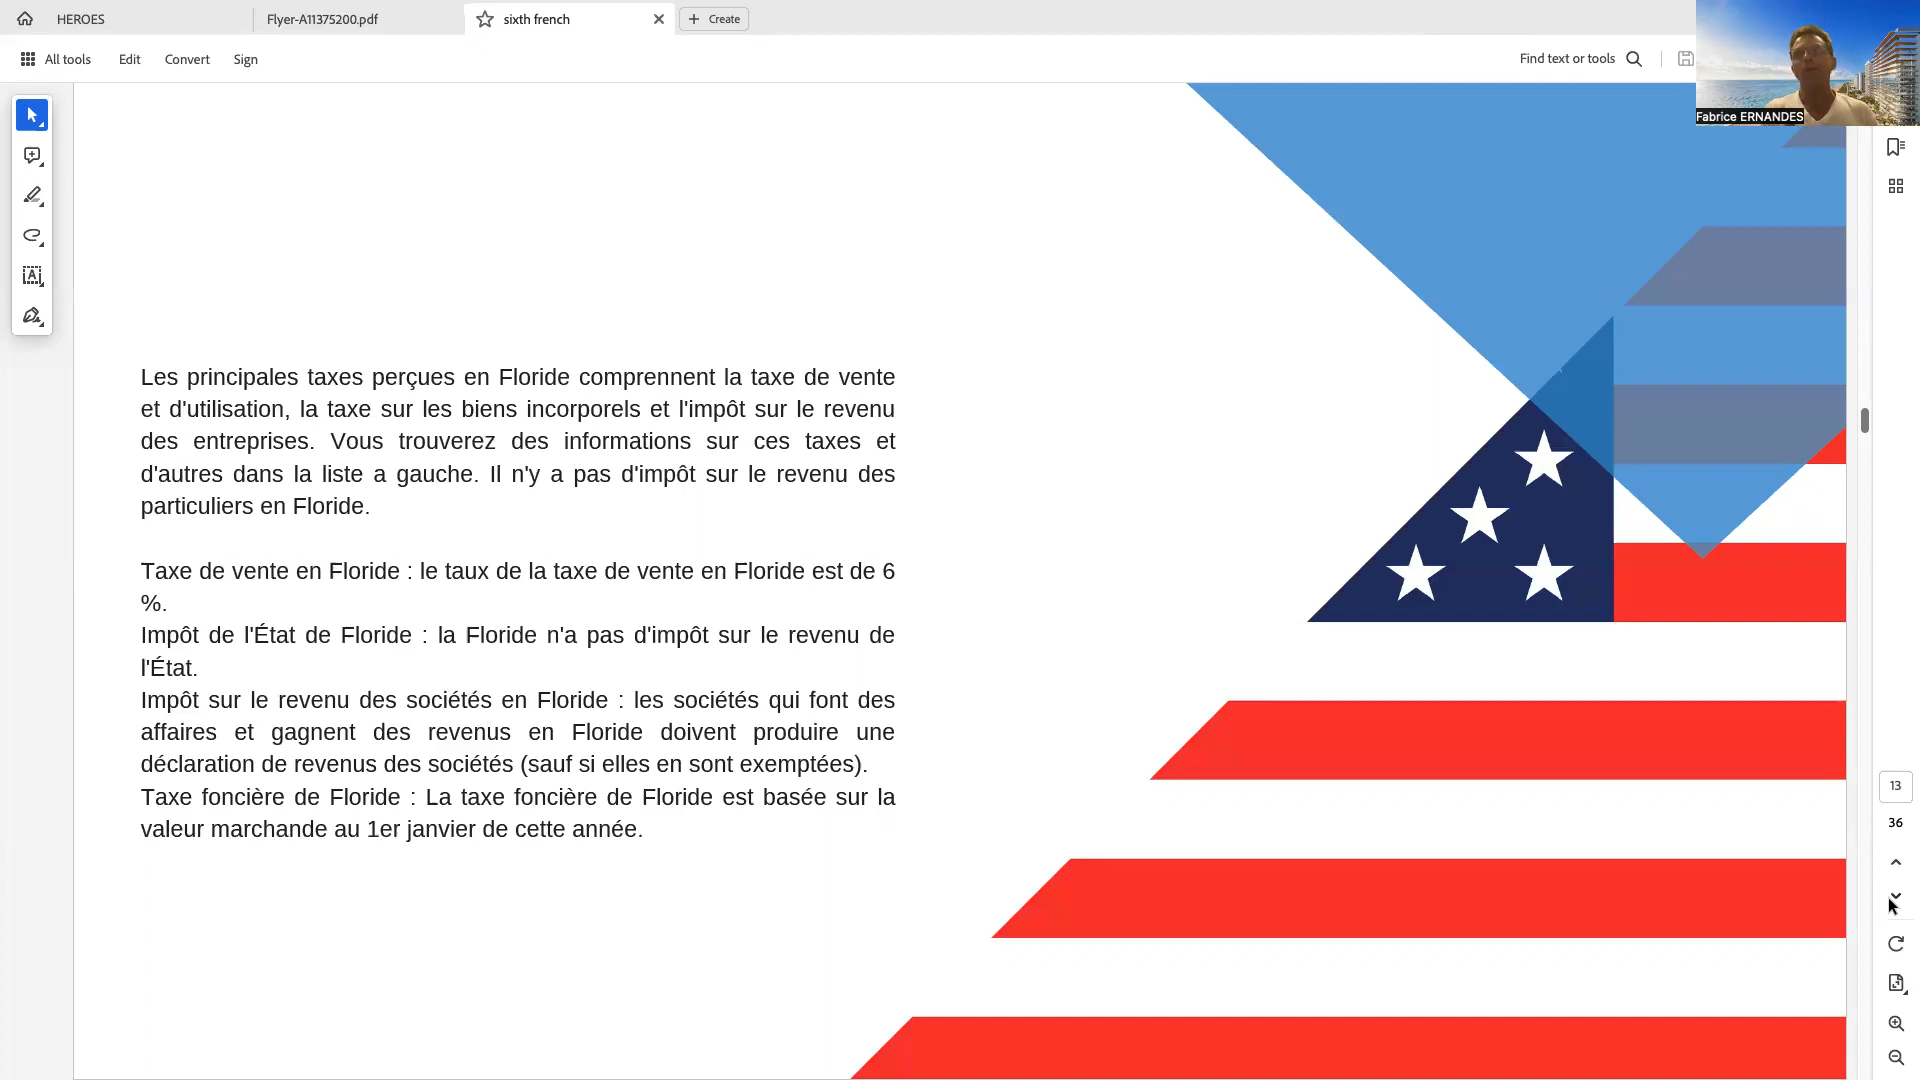 HEROES
Flyer-A11375200.pdf
sixth french
Create
All tools
Edit
Convert
Sign
Find text or tools
Fabrice ERNANDES
Les principales taxes perçues en Floride comprennent la taxe de vente
et d'utilisation, la taxe sur les biens incorporels et l'impôt sur le revenu
des entreprises. Vous trouverez des informations sur ces taxes et
d'autres dans la liste a gauche. Il n'y a pas d'impôt sur le revenu des
particuliers en Floride.
Taxe de vente en Floride : le taux de la taxe de vente en Floride est de 6
%.
Impôt de l'État de Floride : la Floride n'a pas d'impôt sur le revenu de
l'État.
Impôt sur le revenu des sociétés en Floride : les sociétés qui font des
affaires et gagnent des revenus en Floride doivent produire une
déclaration de revenus des sociétés (sauf si elles en sont exemptées).
Taxe foncière de Floride : La taxe foncière de Floride est basée sur la
valeur marchande au 1er janvier de cette année.
13
36